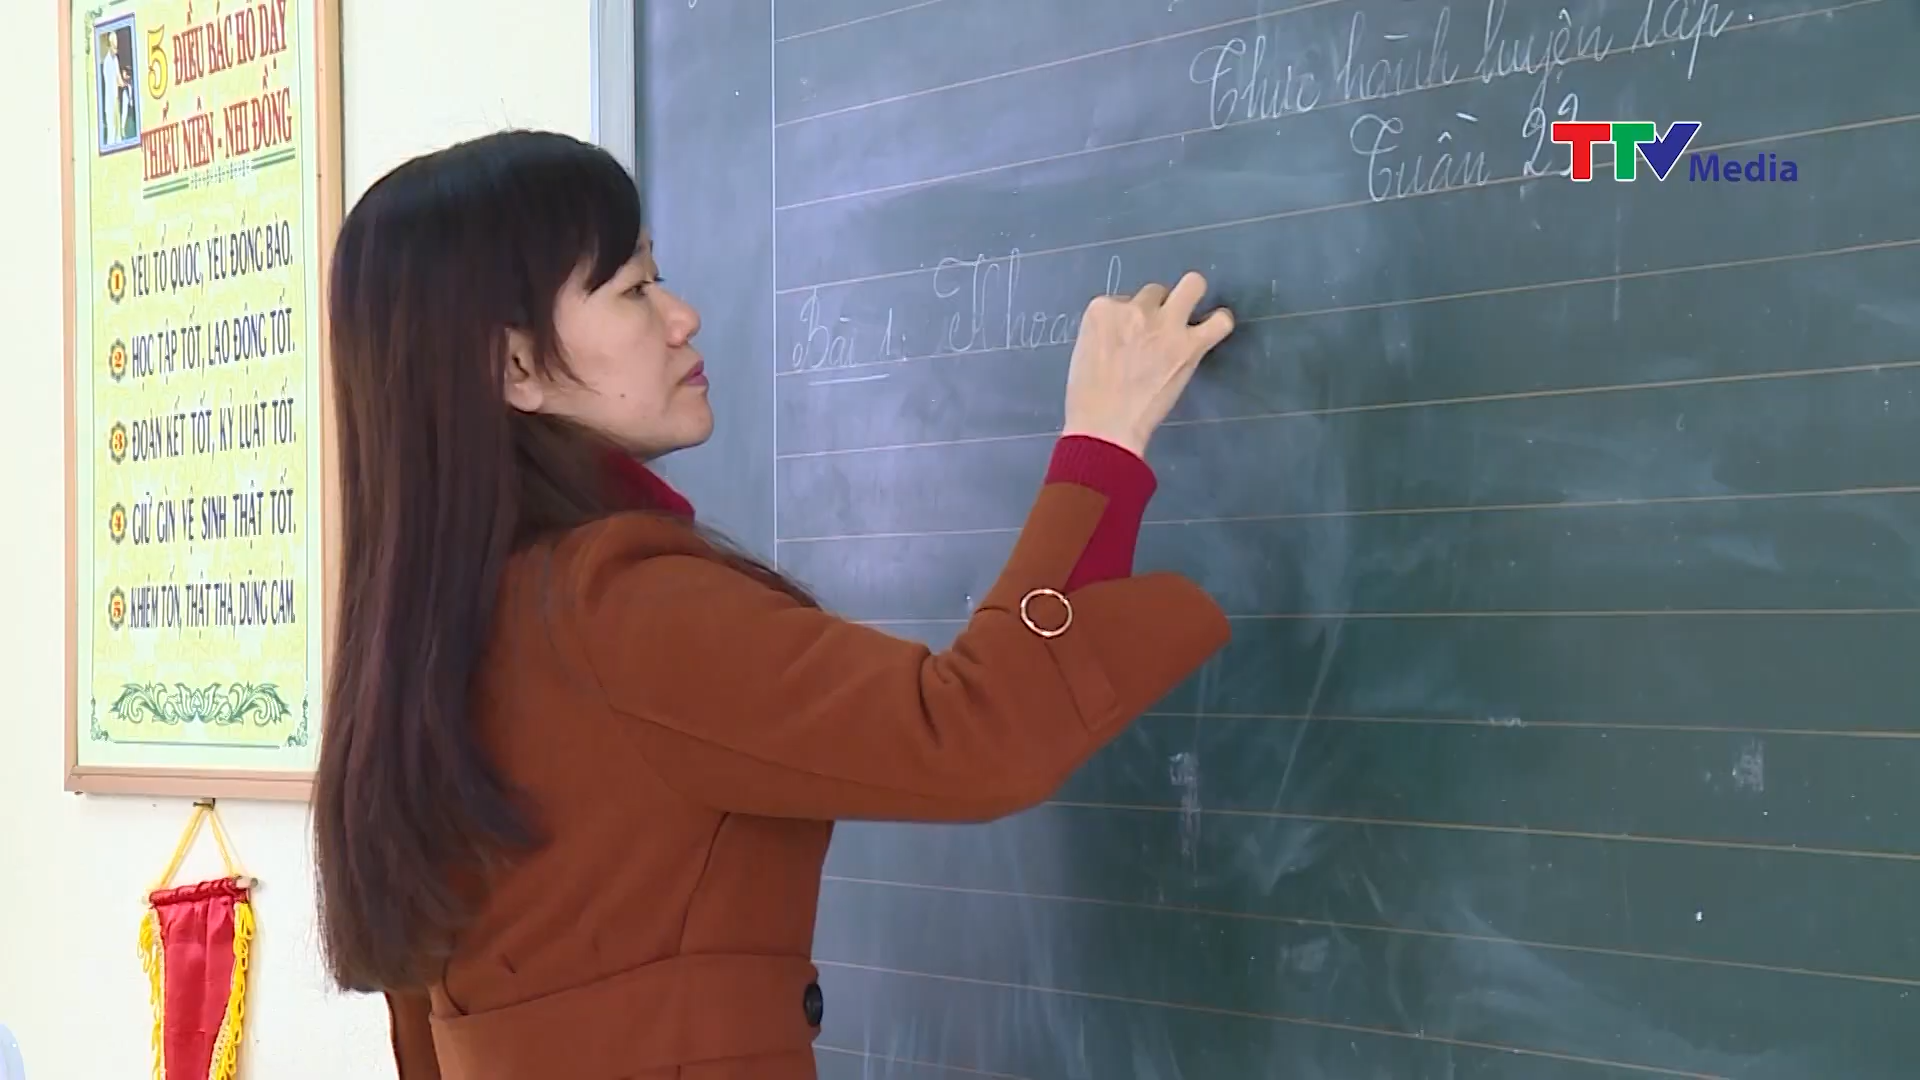 5 ĐIỀU BÁC HỒ DẠY
THIẾU NIÊN - NHI ĐỒNG
1 YÊU TỔ QUỐC, YÊU ĐỒNG BÀO.
2 HỌC TẬP TỐT, LAO ĐỘNG TỐT.
3 ĐOÀN KẾT TỐT, KỶ LUẬT TỐT.
4 GIỮ GÌN VỆ SINH THẬT TỐT.
5 KHIÊM TỐN, THẬT THÀ, DŨNG CẢM.
Thực hành luyện tập.
Tuần 23
TTV Media
Bài 1: